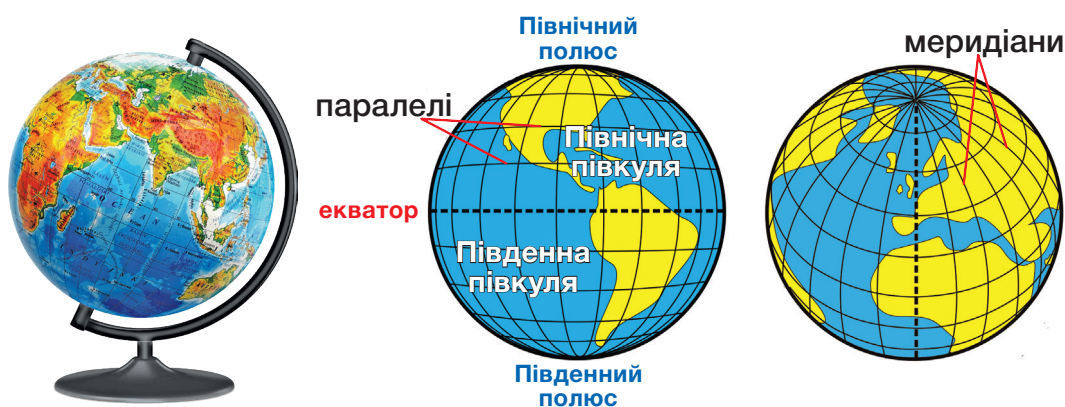 Північний
полюс
меридіани
паралелі
Північна
півкуля
екватор
Південна
півкуля
Південний
полюс